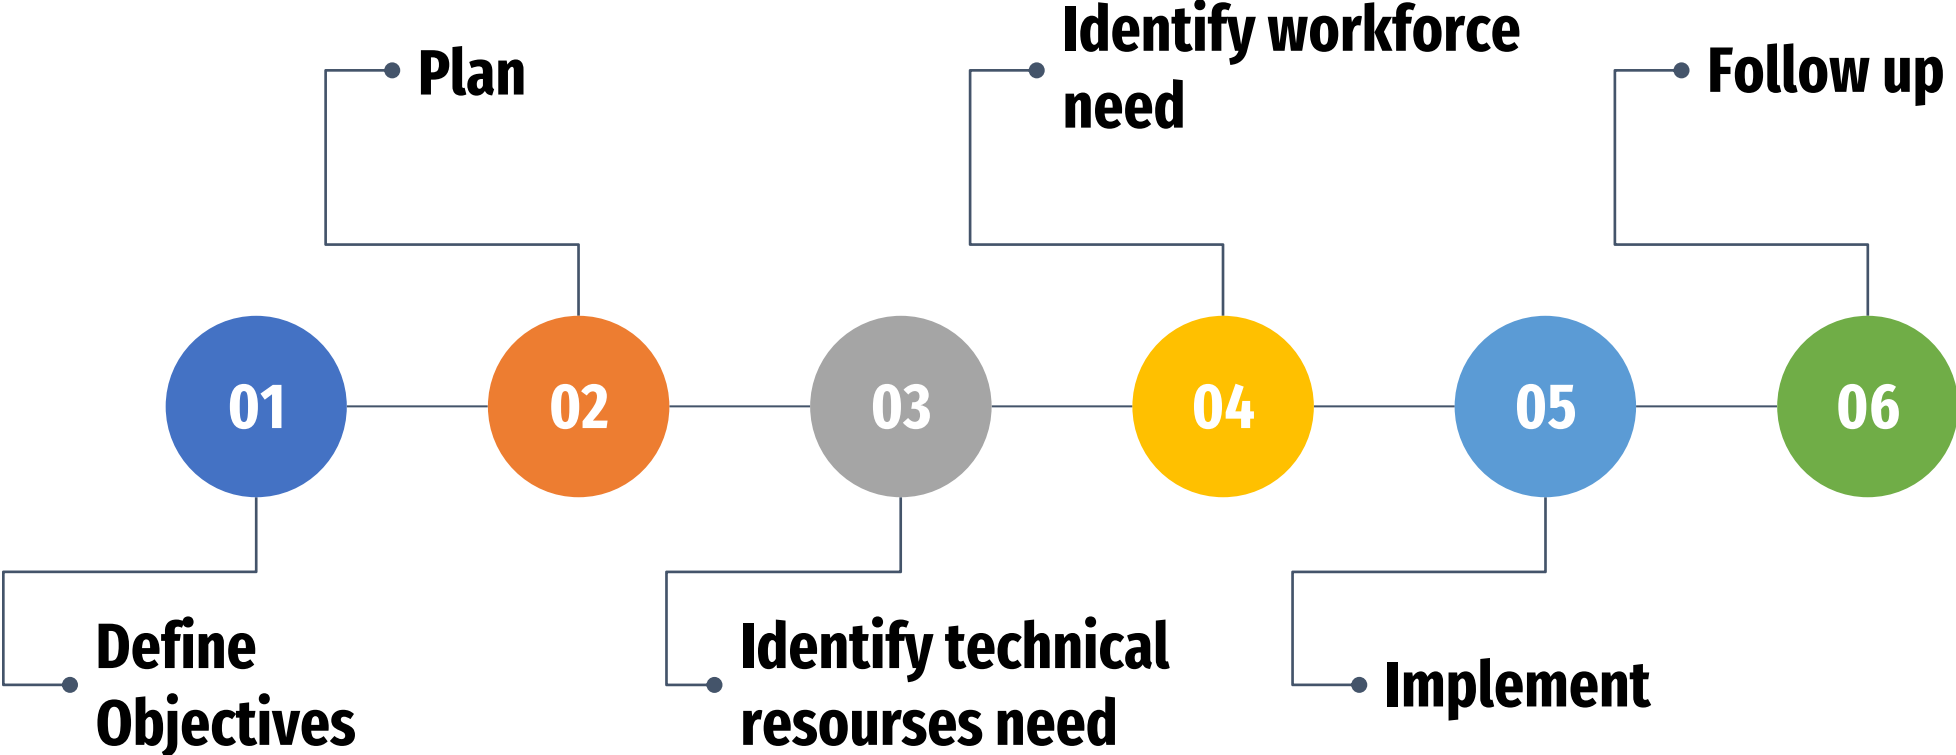 Identify workforce
need
Plan
Follow up
01
02
03
04
05
06
Define
Objectives
Identify technical
resourses need
Implement